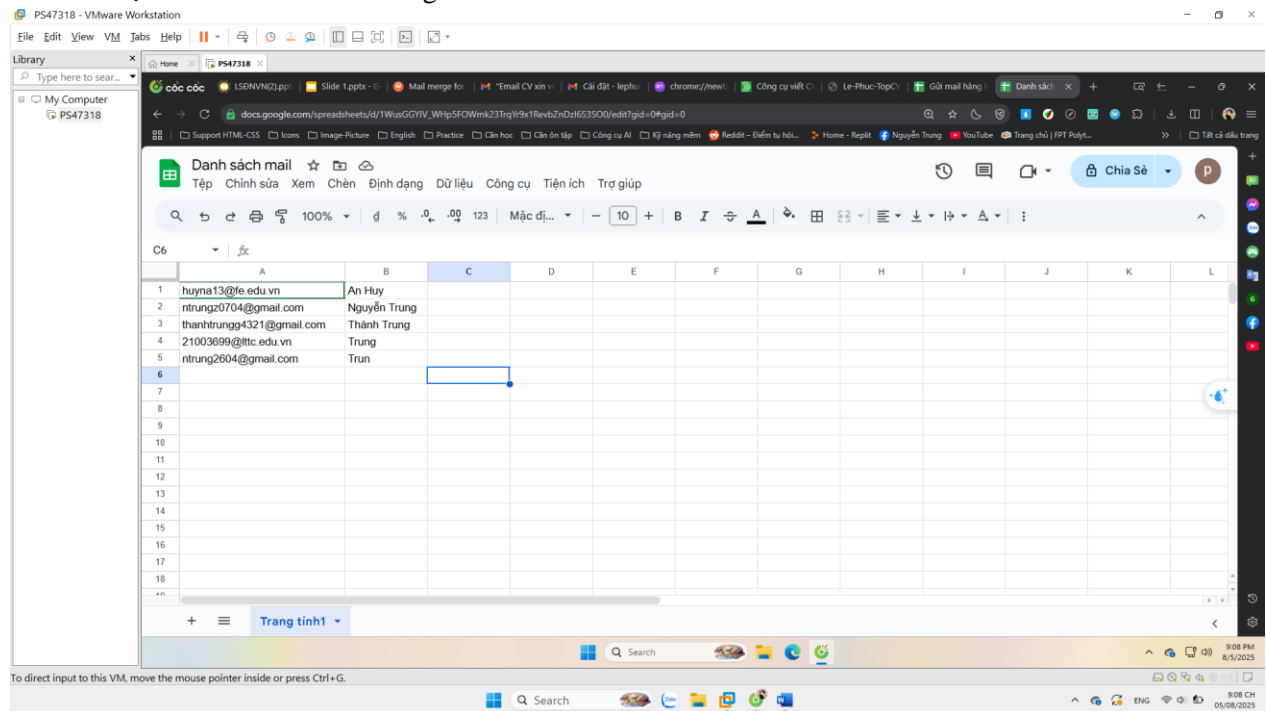 PS47318 - VMware Workstation
File Edit View VM Tabs Help
Library
Type here to sear...
My Computer
PS47318
Home PS47318
cốc cốc LSĐNVN(2).ppt Slide 1.pptx - G Mail merge for "Email CV xin vi Cài đặt - lephu chrome://newt Công cụ viết C Le-Phuc-TopCV Gửi mail hàng Danh sách
docs.google.com/spreadsheets/d/1WusGGYIV_WHp5FOWmk23TrqYr9x1RevbZnDzI6S3SO0/edit?gid=0#gid=0
Support HTML-CSS Icons Image-Picture English Practice Cần học Cần ôn tập Công cụ AI Kỹ năng mềm Reddit – Điểm tụ hội... Home - Replit Nguyễn Trung YouTube Trang chủ | FPT Polyt... Tất cả dấu trang
Danh sách mail
Tệp Chỉnh sửa Xem Chèn Định dạng Dữ liệu Công cụ Tiện ích Trợ giúp
Chia Sẻ
p
100% đ % .0 .00 123 Mặc đị... 10 B I A
C6 fx
A B C D E F G H I J K L
1 huyna13@fe.edu.vn An Huy
2 ntrungz0704@gmail.com Nguyễn Trung
3 thanhtrungg4321@gmail.com Thành Trung
4 21003699@lttc.edu.vn Trung
5 ntrung2604@gmail.com Trun
6
7
8
9
10
11
12
13
14
15
16
17
18
Trang tính1
Search
9:08 PM
8/5/2025
To direct input to this VM, move the mouse pointer inside or press Ctrl+G.
Search
Zalo
ENG
9:08 CH
05/08/2025